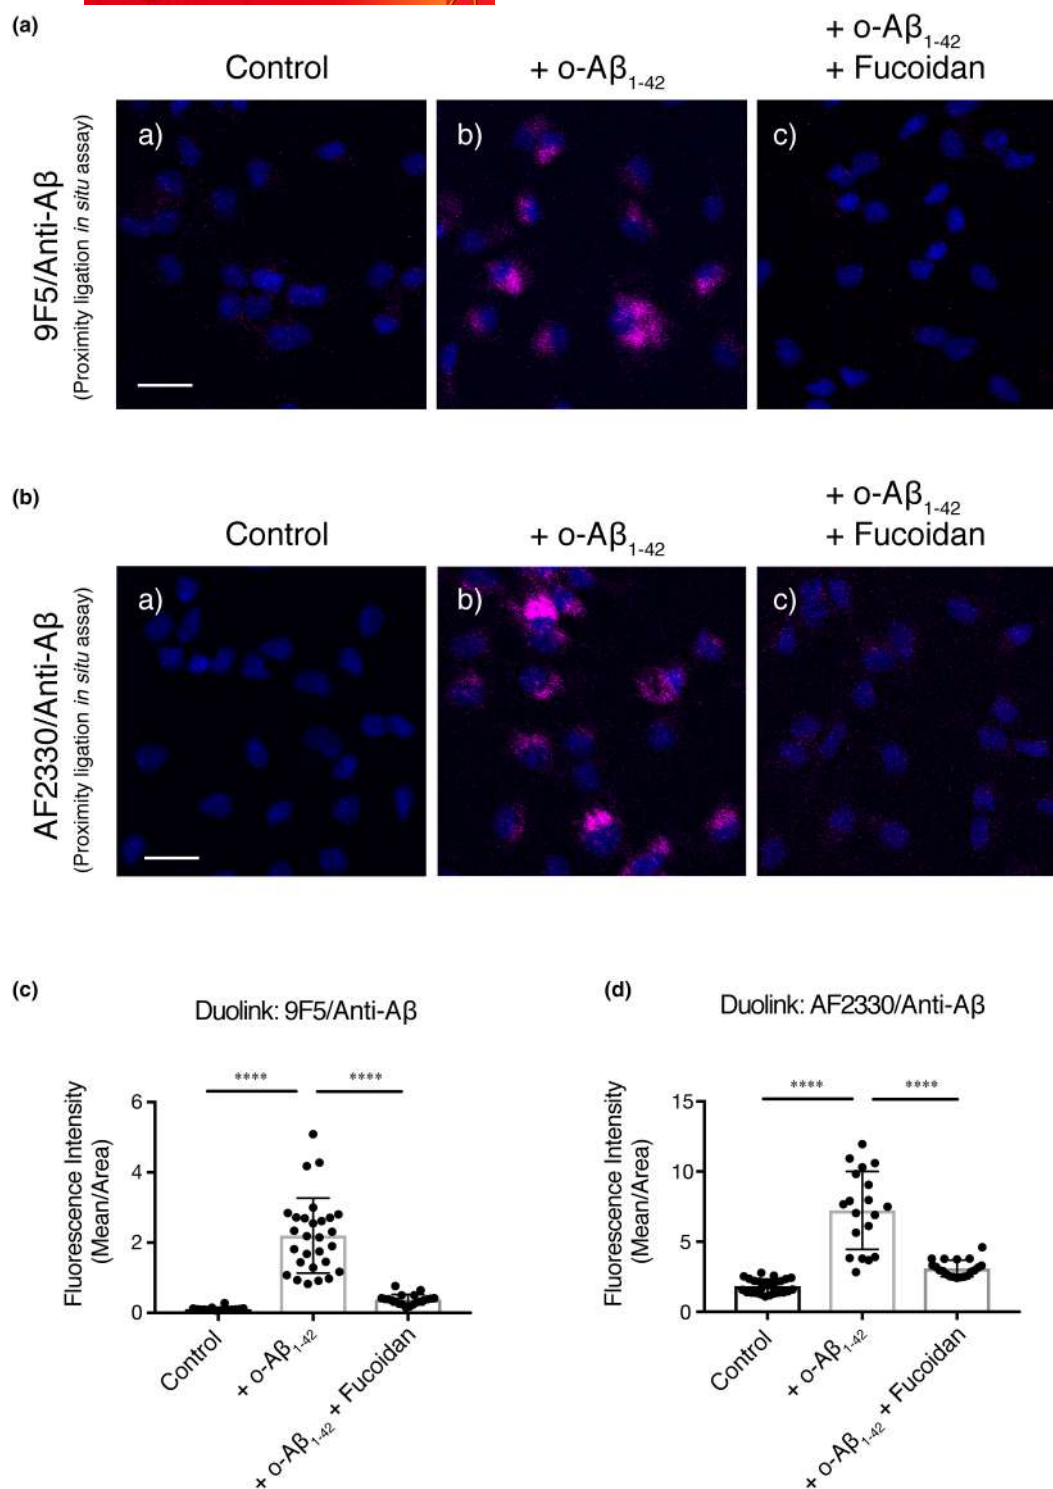 (a)
Control
+ o-Aβ1-42
+ o-Aβ1-42
+ Fucoidan
9F5/Anti-Aβ
(Proximity ligation in situ assay)
a)
b)
c)
(b)
Control
+ o-Aβ1-42
+ o-Aβ1-42
+ Fucoidan
AF2330/Anti-Aβ
(Proximity ligation in situ assay)
a)
b)
c)
(c)
Duolink: 9F5/Anti-Aβ
Fluorescence Intensity
(Mean/Area)
**** ****
6
4
2
0
Control
+ o-Aβ1-42
+ o-Aβ1-42 + Fucoidan
(d)
Duolink: AF2330/Anti-Aβ
Fluorescence Intensity
(Mean/Area)
**** ****
15
10
5
0
Control
+ o-Aβ1-42
+ o-Aβ1-42 + Fucoidan